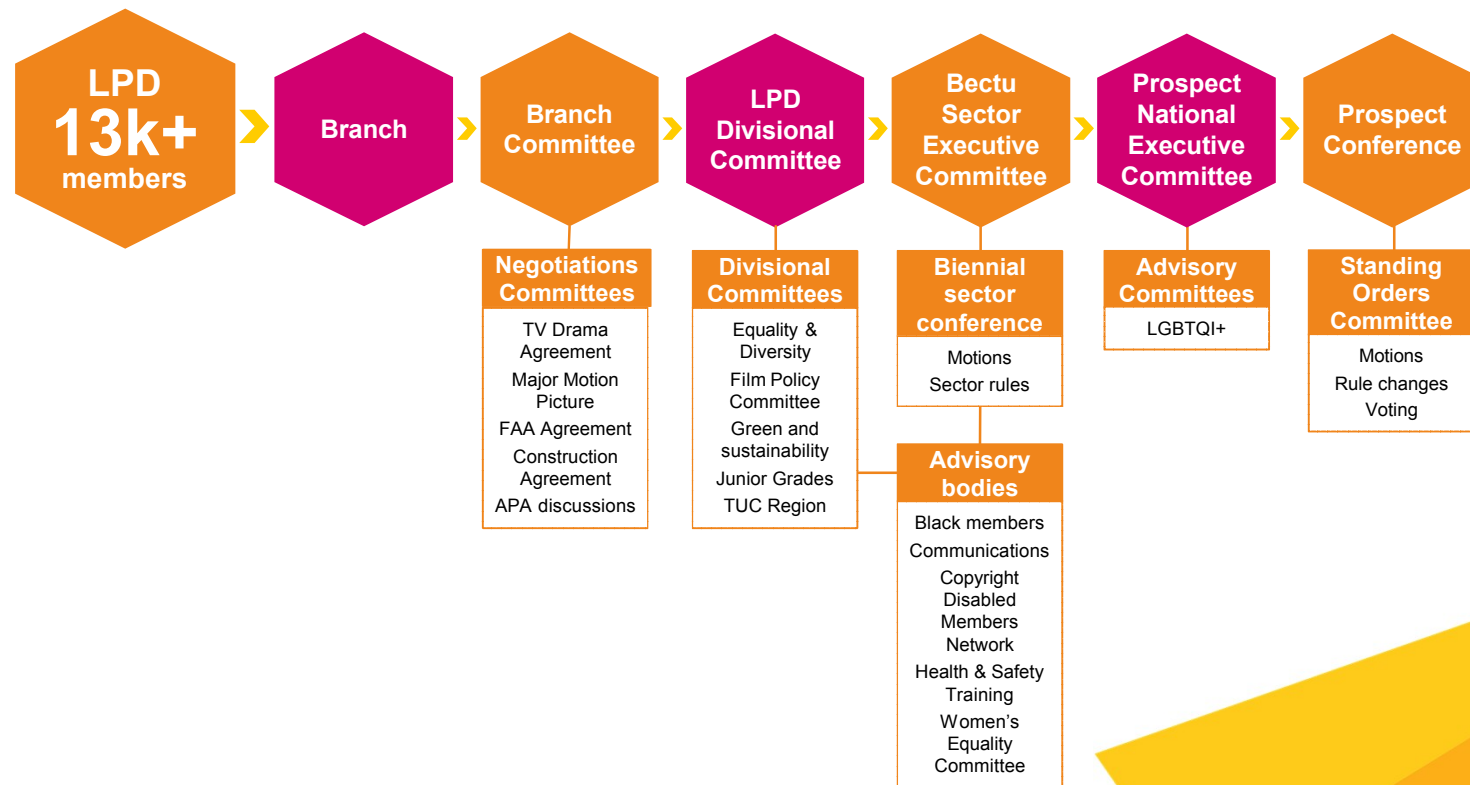 LPD
13k+
members
Branch
Branch
Committee
LPD
Divisional
Committee
Bectu
Sector
Executive
Committee
Prospect
National
Executive
Committee
Prospect
Conference
Negotiations
Committees
TV Drama
Agreement
Major Motion
Picture
FAA Agreement
Construction
Agreement
APA discussions
Divisional
Committees
Equality &
Diversity
Film Policy
Committee
Green and
sustainability
Junior Grades
TUC Region
Biennial
sector
conference
Motions
Sector rules
Advisory
bodies
Black members
Communications
Copyright
Disabled
Members
Network
Health & Safety
Training
Women's
Equality
Committee
Advisory
Committees
LGBTQI+
Standing
Orders
Committee
Motions
Rule changes
Voting